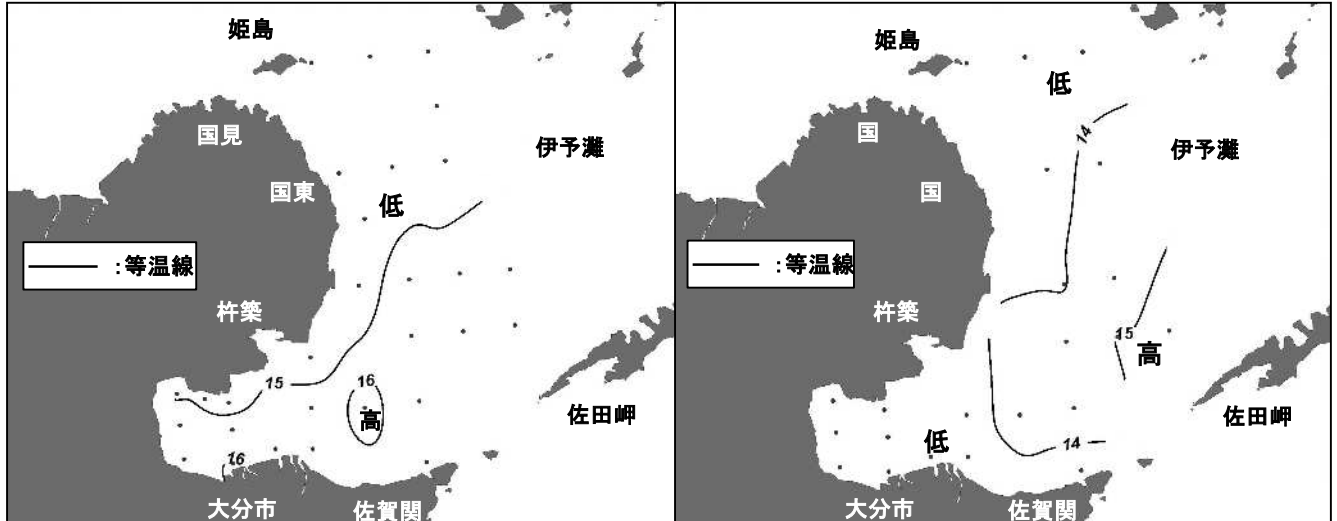 姫島
国見
伊予灘
国東
低
:等温線
杵築
15
16
高
佐田岬
16
大分市
佐賀関
姫島
低
14
国
伊予灘
国
:等温線
杵築
15
高
佐田岬
低
14
大分市
佐賀関